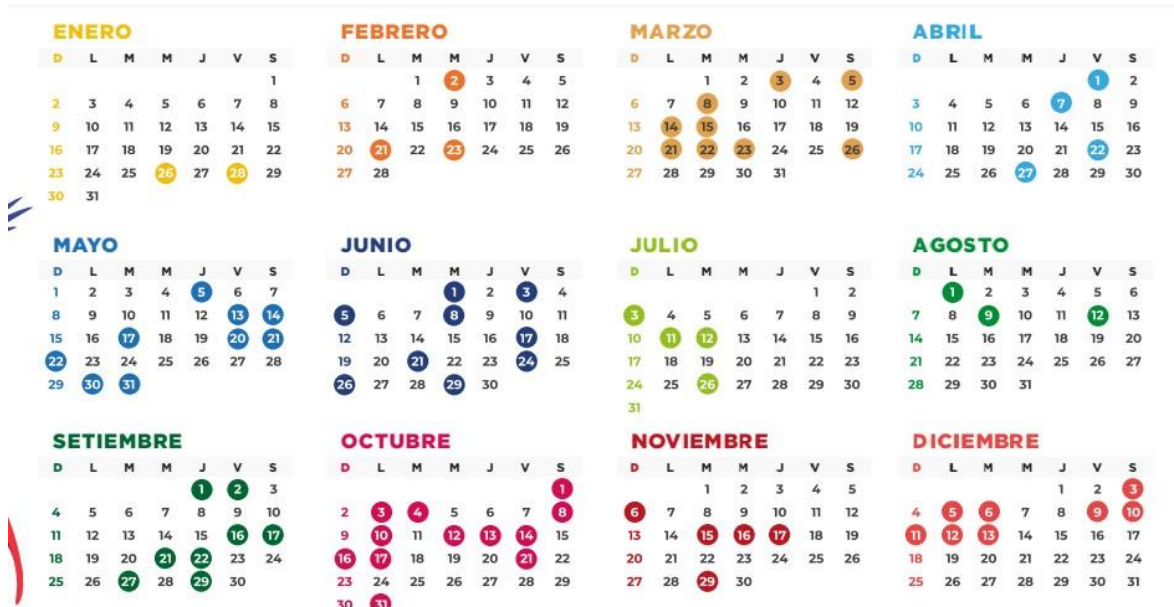 ENERO
D L M M J V S
1
2 3 4 5 6 7 8
9 10 11 12 13 14 15
16 17 18 19 20 21 22
23 24 25 26 27 28 29
30 31
FEBRERO
D L M M J V S
1 2 3 4 5
6 7 8 9 10 11 12
13 14 15 16 17 18 19
20 21 22 23 24 25 26
27 28
MARZO
D L M M J V S
1 2 3 4 5
6 7 8 9 10 11 12
13 14 15 16 17 18 19
20 21 22 23 24 25 26
27 28 29 30 31
ABRIL
D L M M J V S
1 2
3 4 5 6 7 8 9
10 11 12 13 14 15 16
17 18 19 20 21 22 23
24 25 26 27 28 29 30
MAYO
D L M M J V S
1 2 3 4 5 6 7
8 9 10 11 12 13 14
15 16 17 18 19 20 21
22 23 24 25 26 27 28
29 30 31
JUNIO
D L M M J V S
1 2 3 4
5 6 7 8 9 10 11
12 13 14 15 16 17 18
19 20 21 22 23 24 25
26 27 28 29 30
JULIO
D L M M J V S
1 2
3 4 5 6 7 8 9
10 11 12 13 14 15 16
17 18 19 20 21 22 23
24 25 26 27 28 29 30
31
AGOSTO
D L M M J V S
1 2 3 4 5 6
7 8 9 10 11 12 13
14 15 16 17 18 19 20
21 22 23 24 25 26 27
28 29 30 31
SETIEMBRE
D L M M J V S
1 2 3
4 5 6 7 8 9 10
11 12 13 14 15 16 17
18 19 20 21 22 23 24
25 26 27 28 29 30
OCTUBRE
D L M M J V S
1
2 3 4 5 6 7 8
9 10 11 12 13 14 15
16 17 18 19 20 21 22
23 24 25 26 27 28 29
30 31
NOVIEMBRE
D L M M J V S
1 2 3 4 5
6 7 8 9 10 11 12
13 14 15 16 17 18 19
20 21 22 23 24 25 26
27 28 29 30
DICIEMBRE
D L M M J V S
1 2 3
4 5 6 7 8 9 10
11 12 13 14 15 16 17
18 19 20 21 22 23 24
25 26 27 28 29 30 31